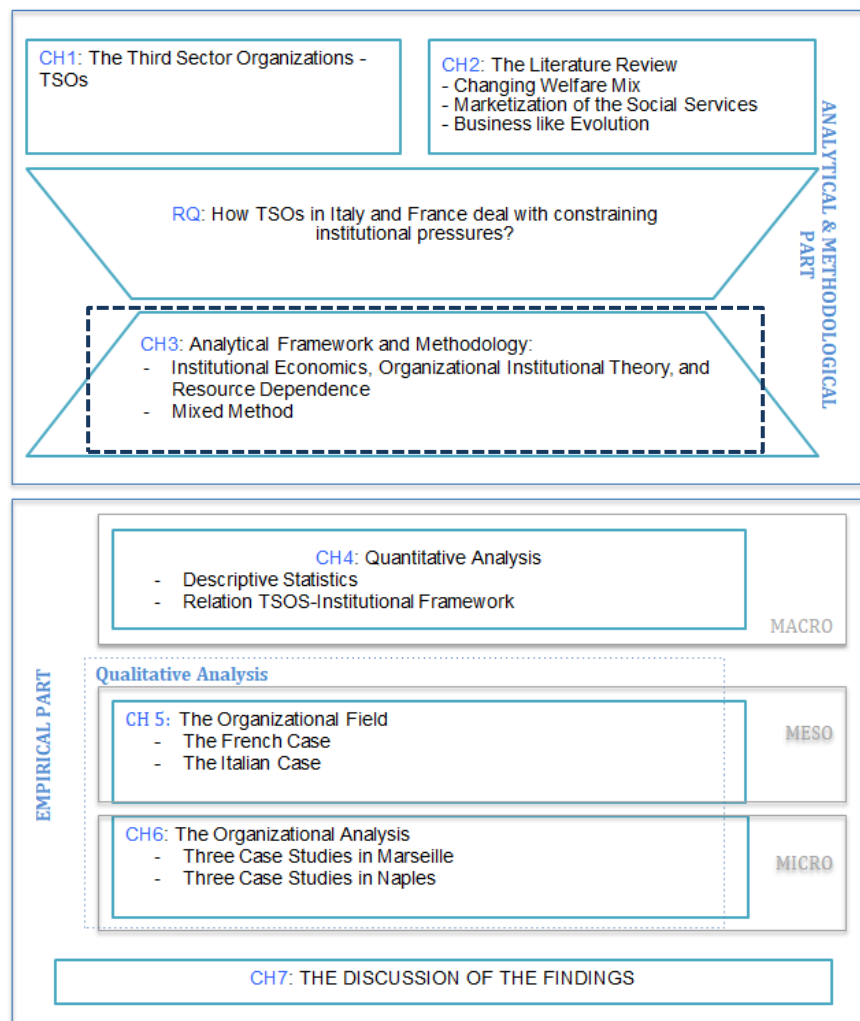 CH1: The Third Sector Organizations -
TSOs
CH2: The Literature Review
- Changing Welfare Mix
- Marketization of the Social Services
- Business like Evolution
ANALYTICAL & METHODOLOGICAL
PART
RQ: How TSOs in Italy and France deal with constraining
institutional pressures?
CH3: Analytical Framework and Methodology:
- Institutional Economics, Organizational Institutional Theory, and
Resource Dependence
- Mixed Method
CH4: Quantitative Analysis
- Descriptive Statistics
- Relation TSOS-Institutional Framework
MACRO
EMPIRICAL PART
Qualitative Analysis
CH 5: The Organizational Field
- The French Case
- The Italian Case
MESO
CH6: The Organizational Analysis
- Three Case Studies in Marseille
- Three Case Studies in Naples
MICRO
CH7: THE DISCUSSION OF THE FINDINGS